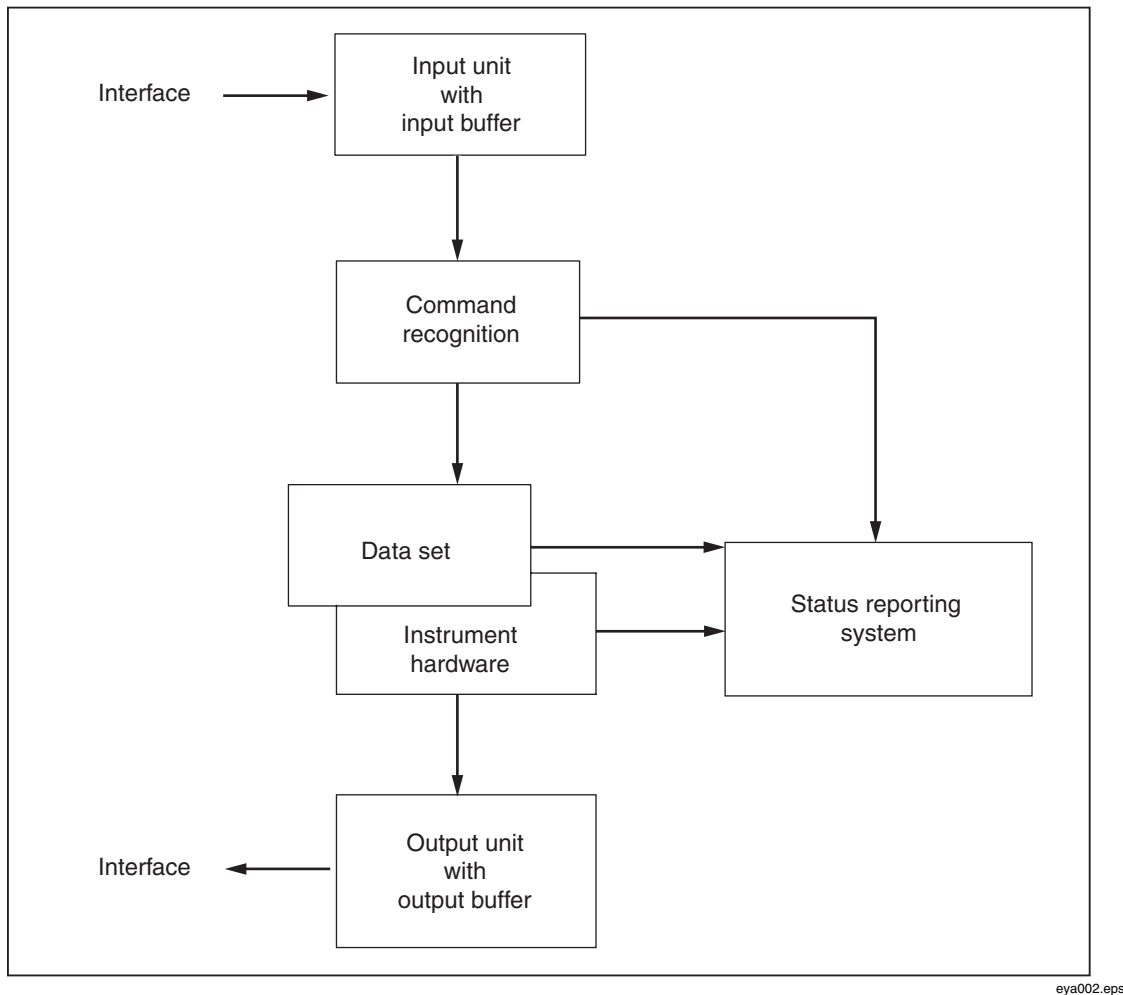 Interface
Input unit
with
input buffer
Command
recognition
Data set
Instrument
hardware
Status reporting
system
Interface
Output unit
with
output buffer
eya002.eps